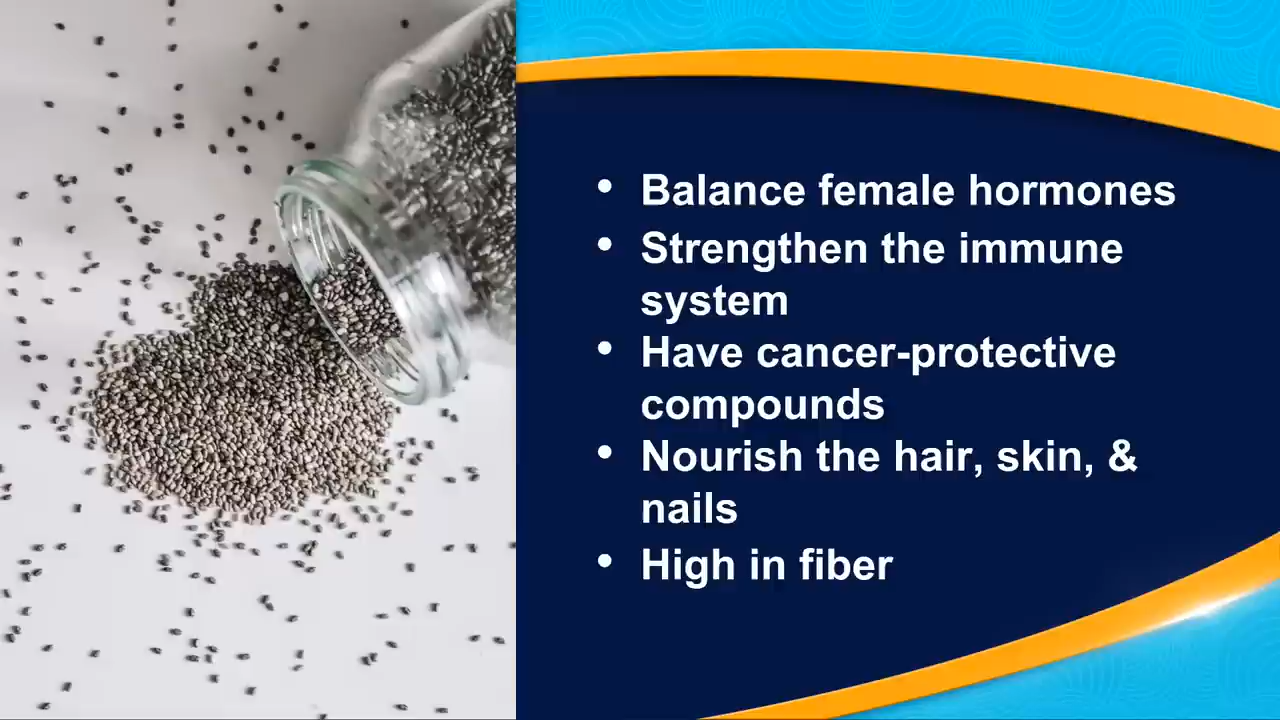 • Balance female hormones
• Strengthen the immune
system
• Have cancer-protective
compounds
• Nourish the hair, skin, &
nails
• High in fiber